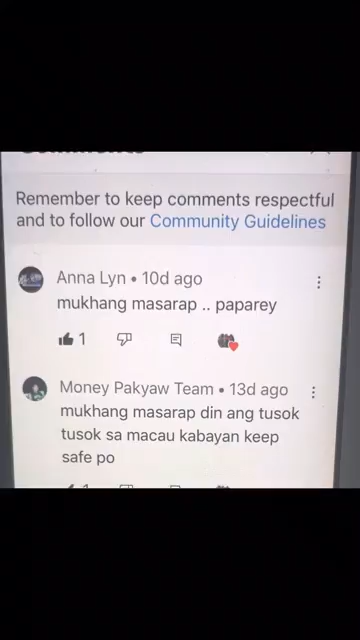 Remember to keep comments respectful
and to follow our Community Guidelines
Anna Lyn • 10d ago
mukhang masarap .. paparey
1
Money Pakyaw Team • 13d ago
mukhang masarap din ang tusok
tusok sa macau kabayan keep
safe po